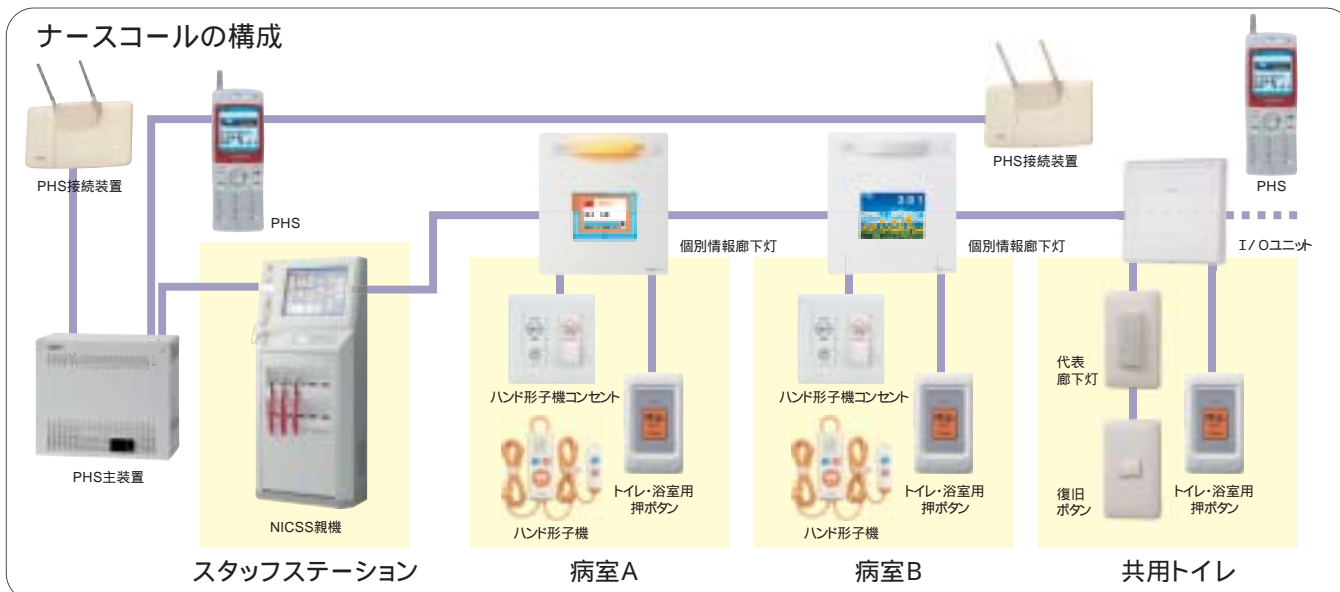 ナースコールの構成
PHS接続装置
PHS
PHS接続装置
PHS
個別情報廊下灯
個別情報廊下灯
I/Oユニット
PHS主装置
NICSS親機
ハンド形子機コンセント
トイレ・浴室用
押ボタン
ハンド形子機
ハンド形子機コンセント
トイレ・浴室用
押ボタン
ハンド形子機
代表
廊下灯
復旧
ボタン
トイレ・浴室用
押ボタン
スタッフステーション
病室A
病室B
共用トイレ
201